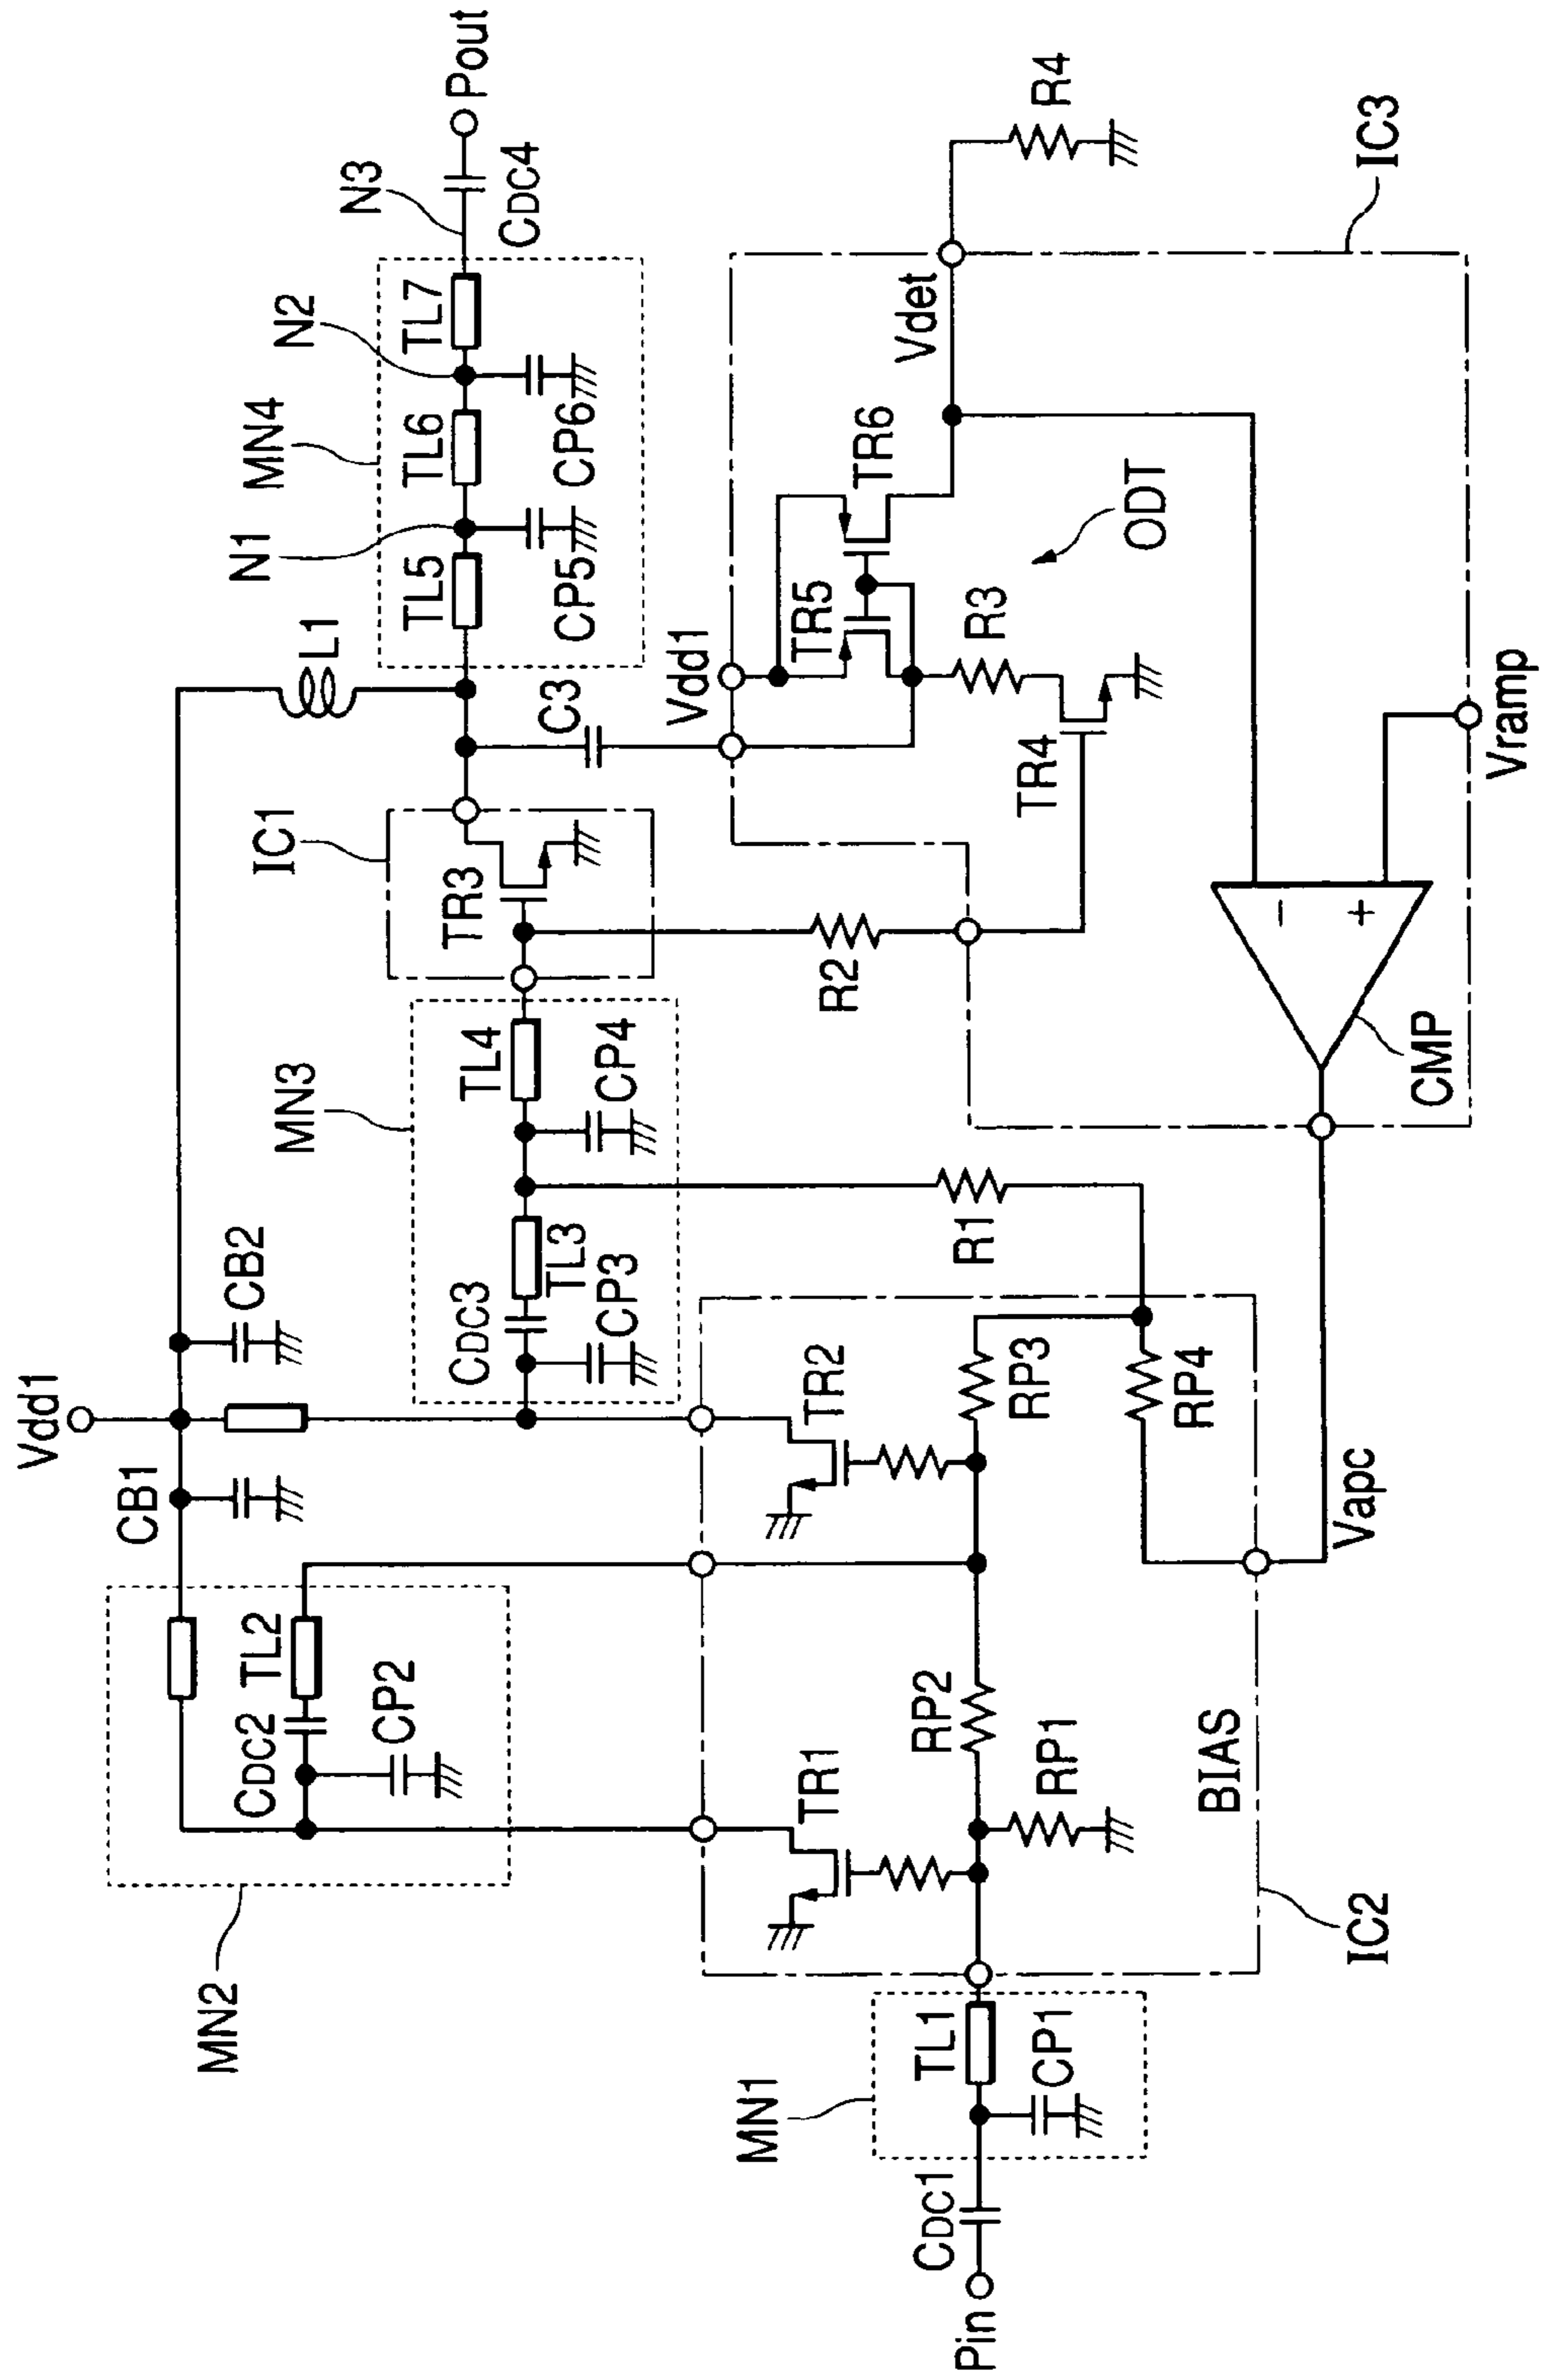 Vdd1
CB1
CB2
L1
MN2
CDC2
TL2
CP2
MN3
CDC3
TL3
CP3
TL4
CP4
IC1
TR3
N1
MN4
N2
N3
TL5
TL6
TL7
CP5
CP6
CDC4
Pout
C3
Vdd1
TR5
TR6
Vdet
R4
R3
ODT
TR4
R2
R1
IC3
Vramp
−
+
CMP
Vapc
TR1
TR2
RP1
RP2
RP3
RP4
BIAS
IC2
MN1
TL1
CP1
CDC1
Pin